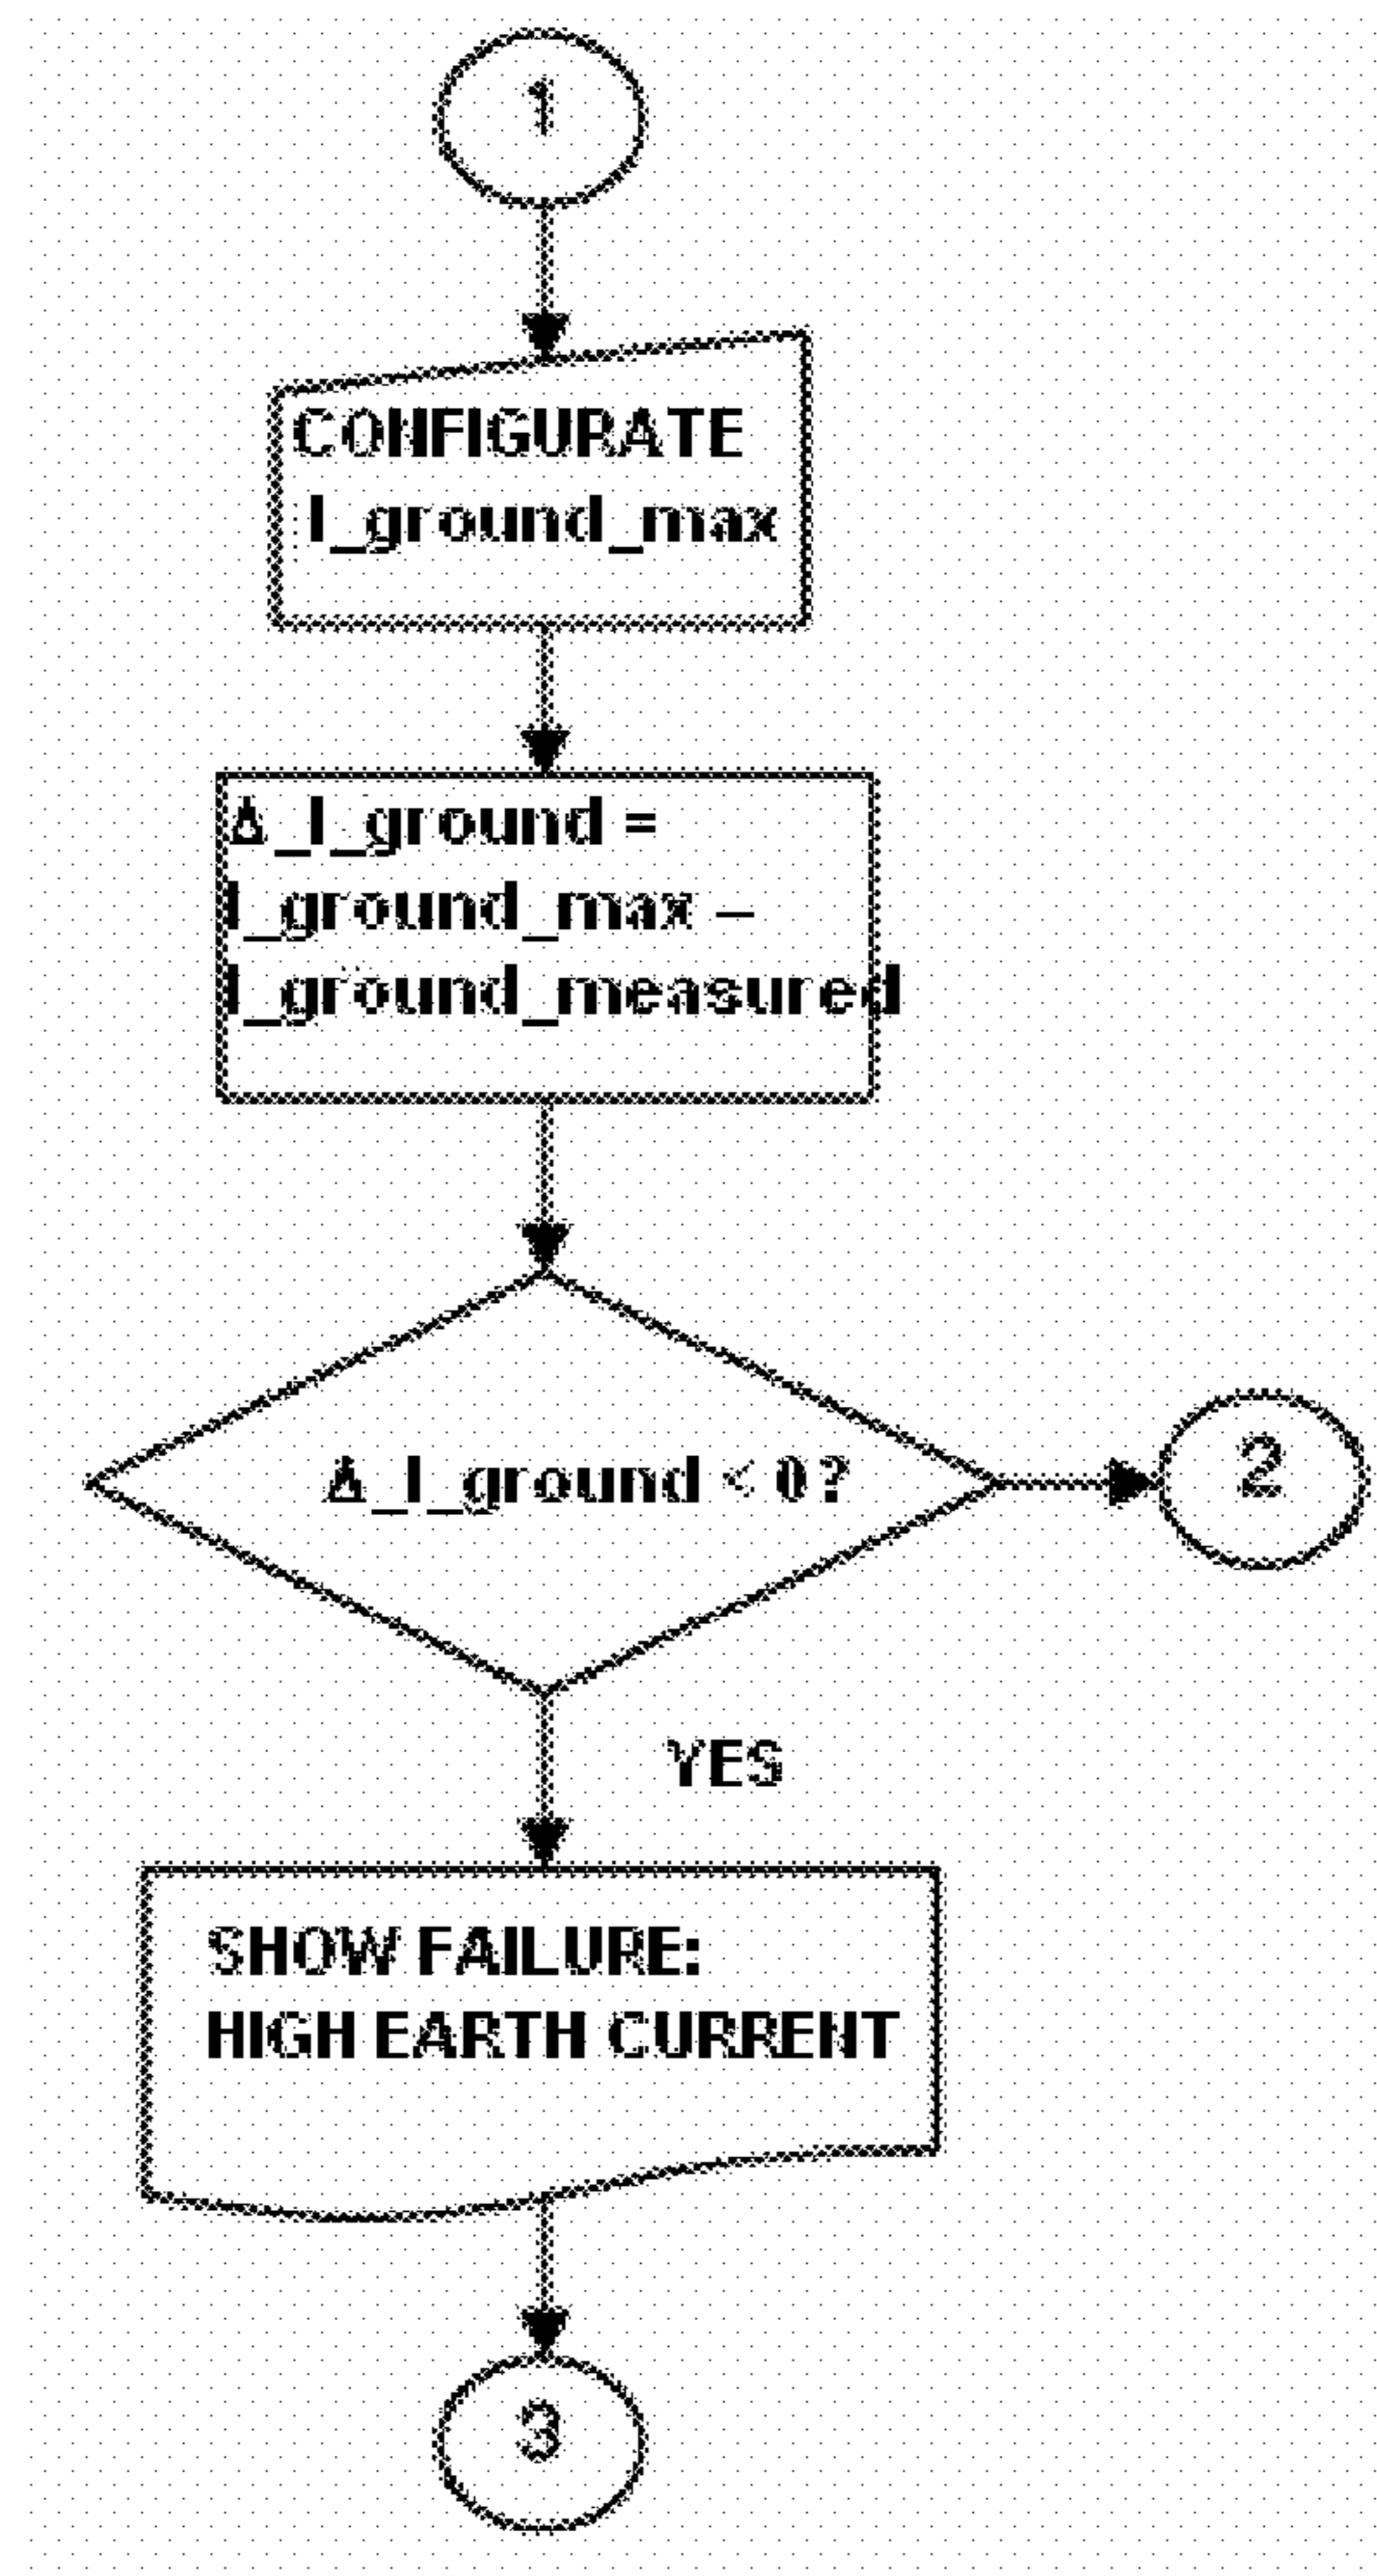 1
CONFIGURATE
I_ground_max
Δ_I_ground =
I_ground_max –
I_ground_measured
Δ_I_ground < 0?
2
YES
SHOW FAILURE:
HIGH EARTH CURRENT
3